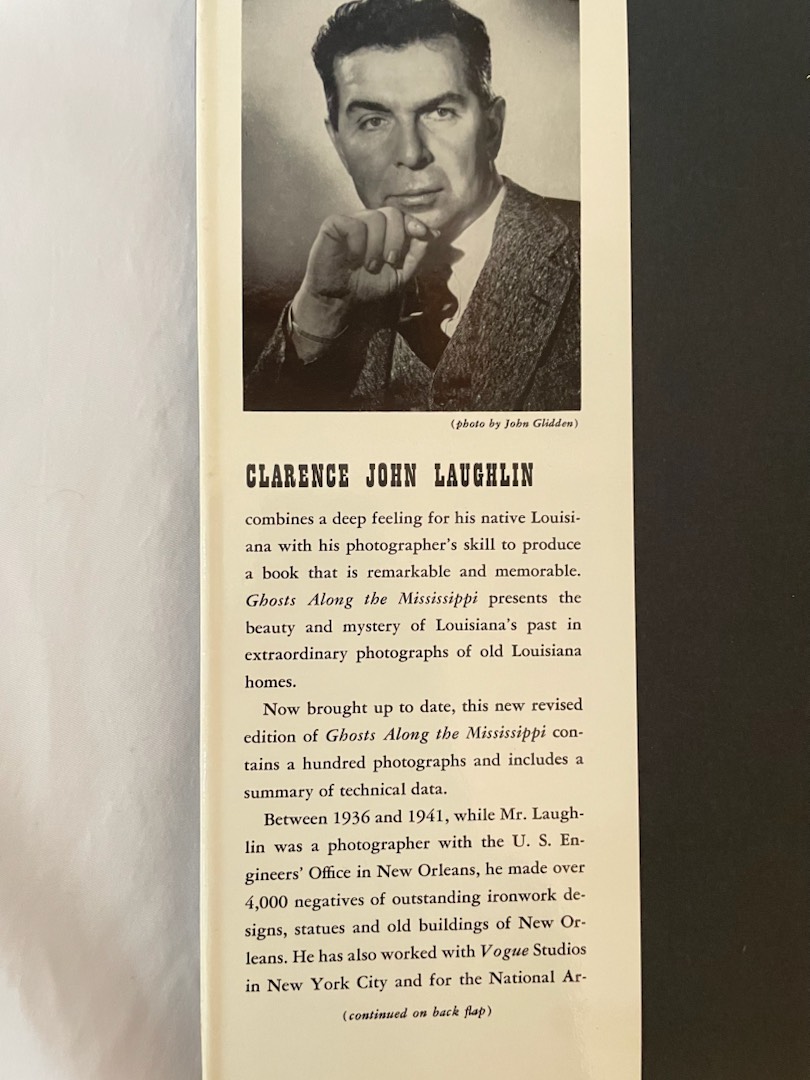 (photo by John Glidden)
CLARENCE JOHN LAUGHLIN
combines a deep feeling for his native Louisi-
ana with his photographer's skill to produce
a book that is remarkable and memorable.
Ghosts Along the Mississippi presents the
beauty and mystery of Louisiana's past in
extraordinary photographs of old Louisiana
homes.
Now brought up to date, this new revised
edition of Ghosts Along the Mississippi con-
tains a hundred photographs and includes a
summary of technical data.
Between 1936 and 1941, while Mr. Laugh-
lin was a photographer with the U. S. En-
gineers' Office in New Orleans, he made over
4,000 negatives of outstanding ironwork de-
signs, statues and old buildings of New Or-
leans. He has also worked with Vogue Studios
in New York City and for the National Ar-
(continued on back flap)